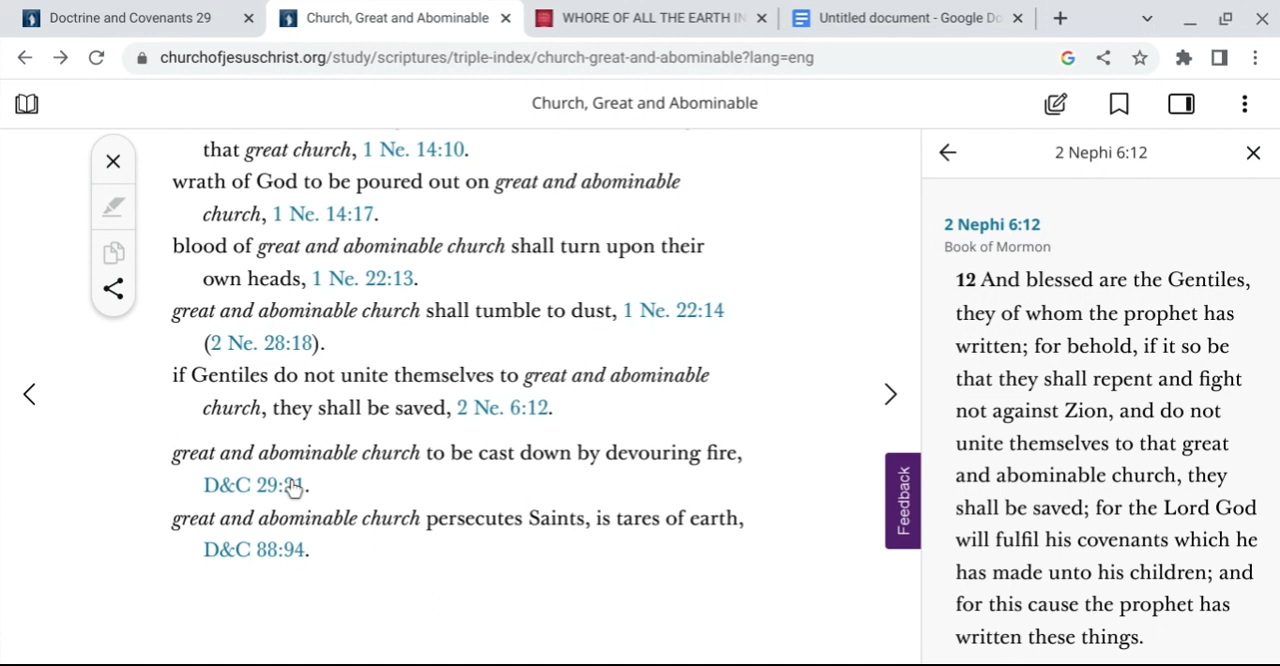 Doctrine and Covenants 29
Church, Great and Abominable
WHORE OF ALL THE EARTH IN
Untitled document - Google Do
churchofjesuschrist.org/study/scriptures/triple-index/church-great-and-abominable?lang=eng
Church, Great and Abominable
that great church, 1 Ne. 14:10.
wrath of God to be poured out on great and abominable
church, 1 Ne. 14:17.
blood of great and abominable church shall turn upon their
own heads, 1 Ne. 22:13.
great and abominable church shall tumble to dust, 1 Ne. 22:14
(2 Ne. 28:18).
if Gentiles do not unite themselves to great and abominable
church, they shall be saved, 2 Ne. 6:12.
great and abominable church to be cast down by devouring fire,
D&C 29:21.
great and abominable church persecutes Saints, is tares of earth,
D&C 88:94.
Feedback
2 Nephi 6:12
2 Nephi 6:12
Book of Mormon
12 And blessed are the Gentiles,
they of whom the prophet has
written; for behold, if it so be
that they shall repent and fight
not against Zion, and do not
unite themselves to that great
and abominable church, they
shall be saved; for the Lord God
will fulfil his covenants which he
has made unto his children; and
for this cause the prophet has
written these things.